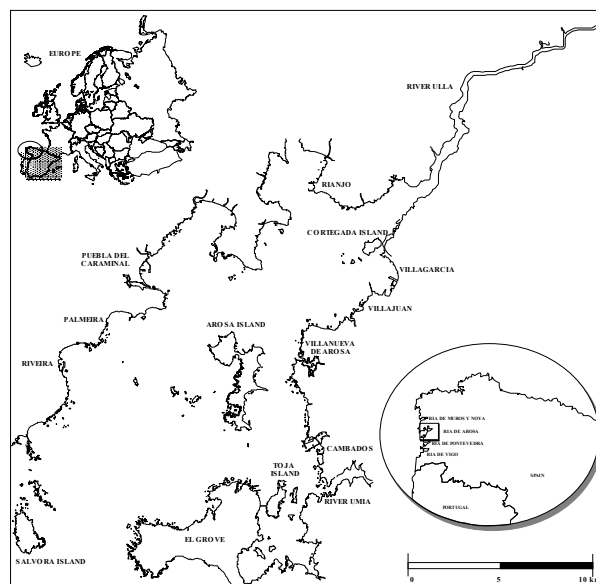 EUROPE
RIVER ULLA
RIANJO
CORTEGADA ISLAND
PUEBLA DEL
CARAMINAL
VILLAGARCIA
VILLAJUAN
PALMEIRA
AROSA ISLAND
VILLANUEVA
DE AROSA
RIVEIRA
RIA DE MUROS Y NOYA
RIA DE AROSA
RIA DE PONTEVEDRA
RIA DE VIGO
SPAIN
PORTUGAL
CAMBADOS
TOJA
ISLAND
RIVER UMIA
EL GROVE
SALVORA ISLAND
0 5 10 km